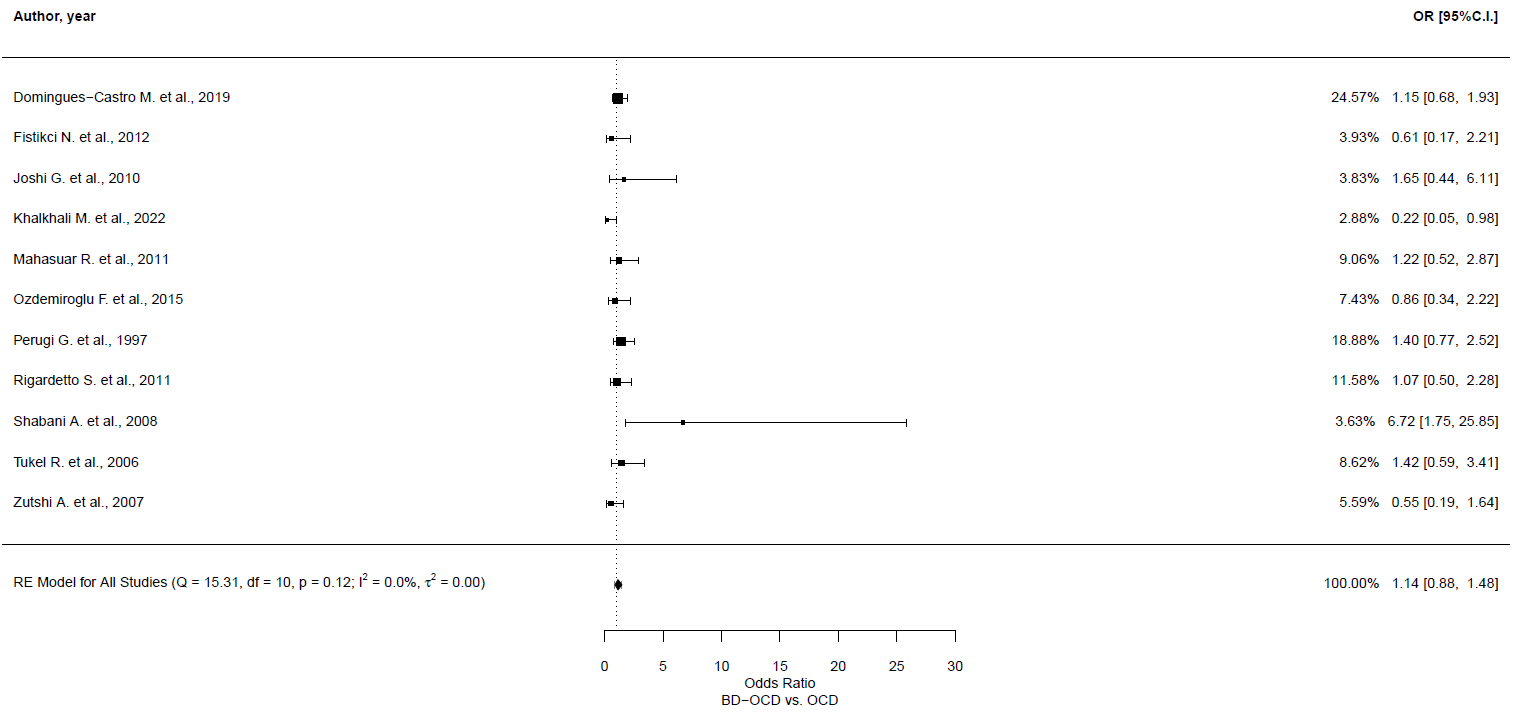 Author, year OR [95%C.I.]
Domingues−Castro M. et al., 2019 24.57% 1.15 [0.68, 1.93]
Fistikci N. et al., 2012 3.93% 0.61 [0.17, 2.21]
Joshi G. et al., 2010 3.83% 1.65 [0.44, 6.11]
Khalkhali M. et al., 2022 2.88% 0.22 [0.05, 0.98]
Mahasuar R. et al., 2011 9.06% 1.22 [0.52, 2.87]
Ozdemiroglu F. et al., 2015 7.43% 0.86 [0.34, 2.22]
Perugi G. et al., 1997 18.88% 1.40 [0.77, 2.52]
Rigardetto S. et al., 2011 11.58% 1.07 [0.50, 2.28]
Shabani A. et al., 2008 3.63% 6.72 [1.75, 25.85]
Tukel R. et al., 2006 8.62% 1.42 [0.59, 3.41]
Zutshi A. et al., 2007 5.59% 0.55 [0.19, 1.64]
RE Model for All Studies (Q = 15.31, df = 10, p = 0.12; I² = 0.0%, τ² = 0.00) 100.00% 1.14 [0.88, 1.48]
0 5 10 15 20 25 30
Odds Ratio
BD−OCD vs. OCD